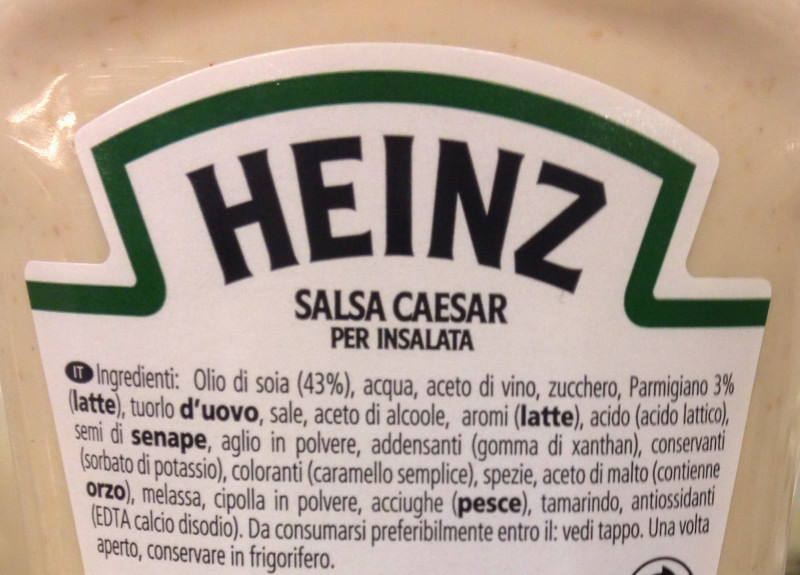 HEINZ
SALSA CAESAR
PER INSALATA
IT Ingredienti: Olio di soia (43%), acqua, aceto di vino, zucchero, Parmigiano 3%
(latte), tuorlo d'uovo, sale, aceto di alcoole, aromi (latte), acido (acido lattico),
semi di senape, aglio in polvere, addensanti (gomma di xanthan), conservanti
(sorbato di potassio), coloranti (caramello semplice), spezie, aceto di malto (contienne
orzo), melassa, cipolla in polvere, acciughe (pesce), tamarindo, antiossidanti
(EDTA calcio disodio). Da consumarsi preferibilmente entro il: vedi tappo. Una volta
aperto, conservare in frigorifero.